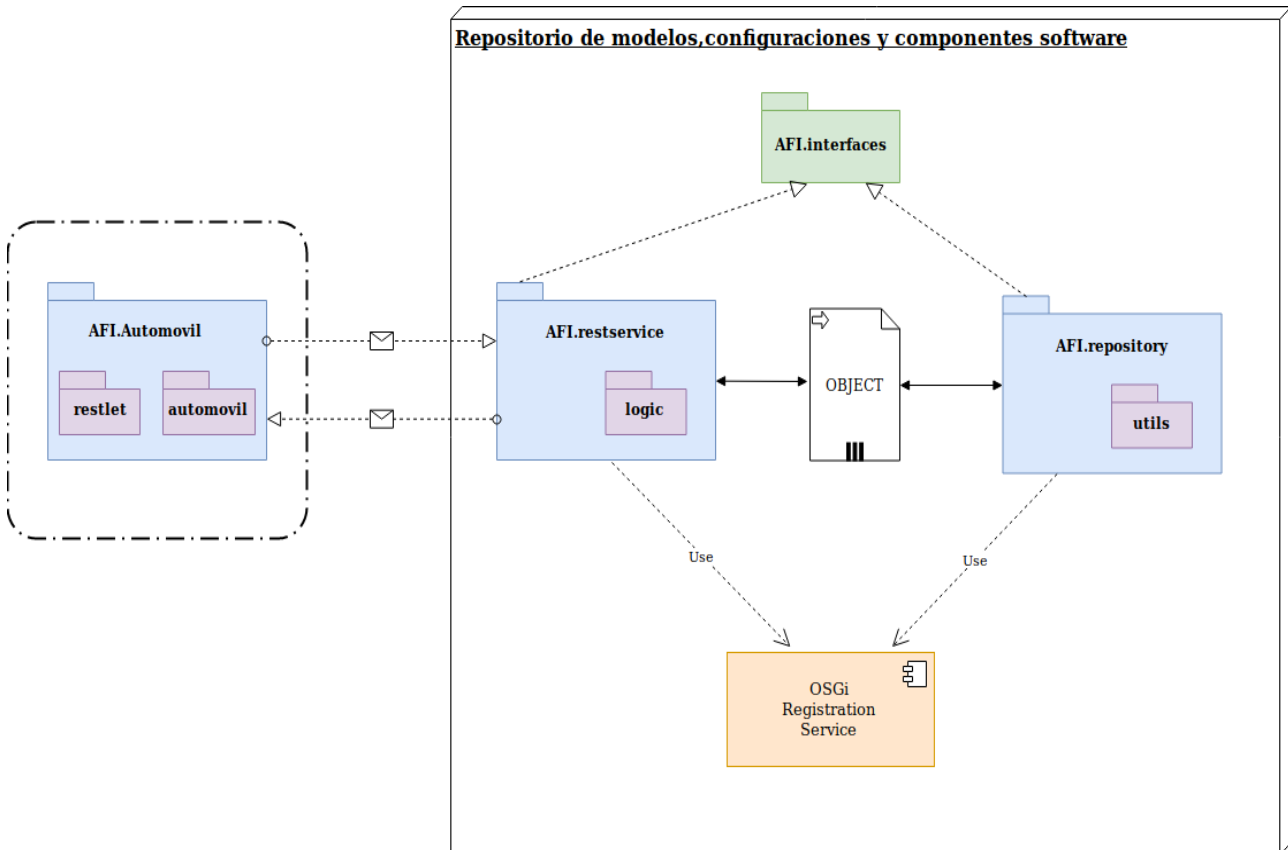 Repositorio de modelos,configuraciones y componentes software
AFI.interfaces
AFI.Automovil
restlet
automovil
AFI.restservice
logic
OBJECT
AFI.repository
utils
Use
Use
OSGi
Registration
Service